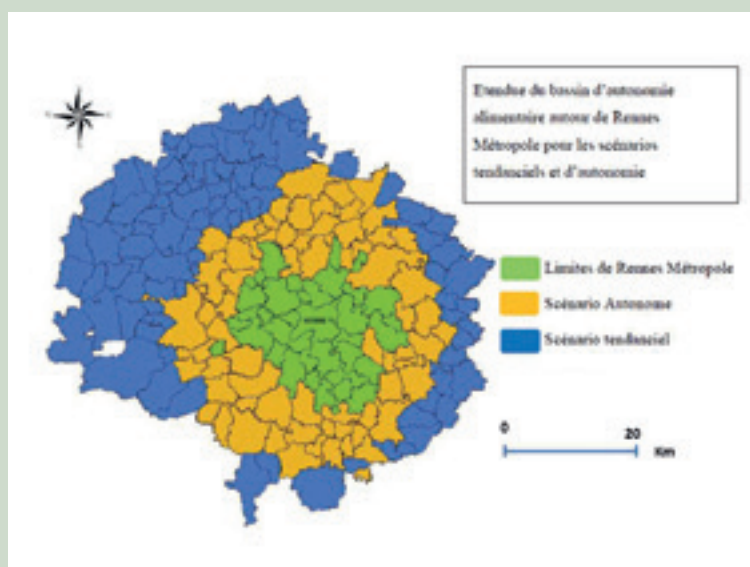 Etendue du bassin d'autonomie
alimentaire autour de Rennes
Métropole pour les scénarios
tendanciels et d'autonomie
Limites de Rennes Métropole
Scénario Autonome
Scénario tendanciel
0
20
Km